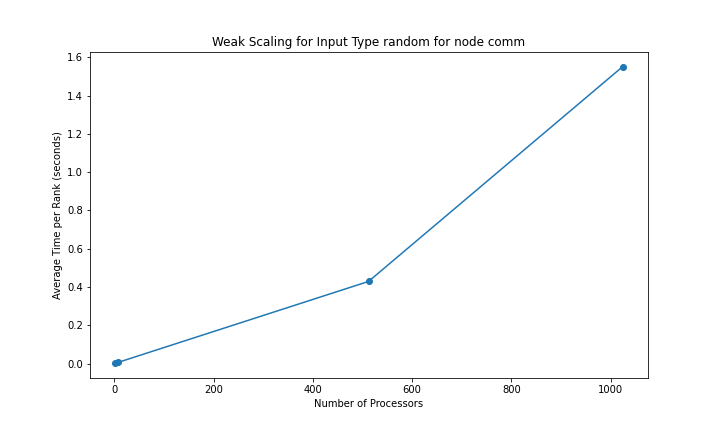 Weak Scaling for Input Type random for node comm
Average Time per Rank (seconds)
1.6
1.4
1.2
1.0
0.8
0.6
0.4
0.2
0.0
0 200 400 600 800 1000
Number of Processors